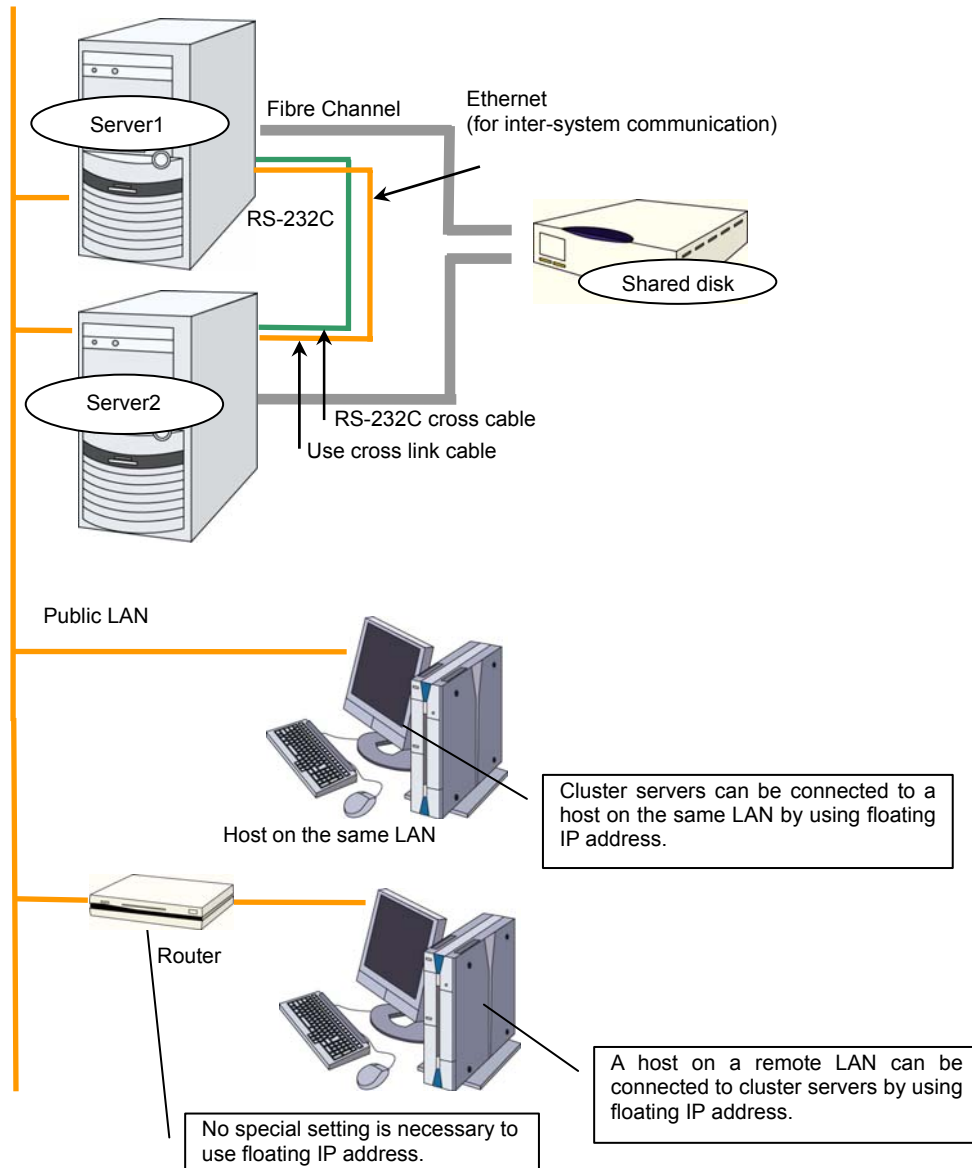 Ethernet
(for inter-system communication)
Fibre Channel
Server1
RS-232C
Shared disk
Server2
RS-232C cross cable
Use cross link cable
Public LAN
Cluster servers can be connected to a
host on the same LAN by using floating
IP address.
Host on the same LAN
Router
A host on a remote LAN can be
connected to cluster servers by using
floating IP address.
No special setting is necessary to
use floating IP address.